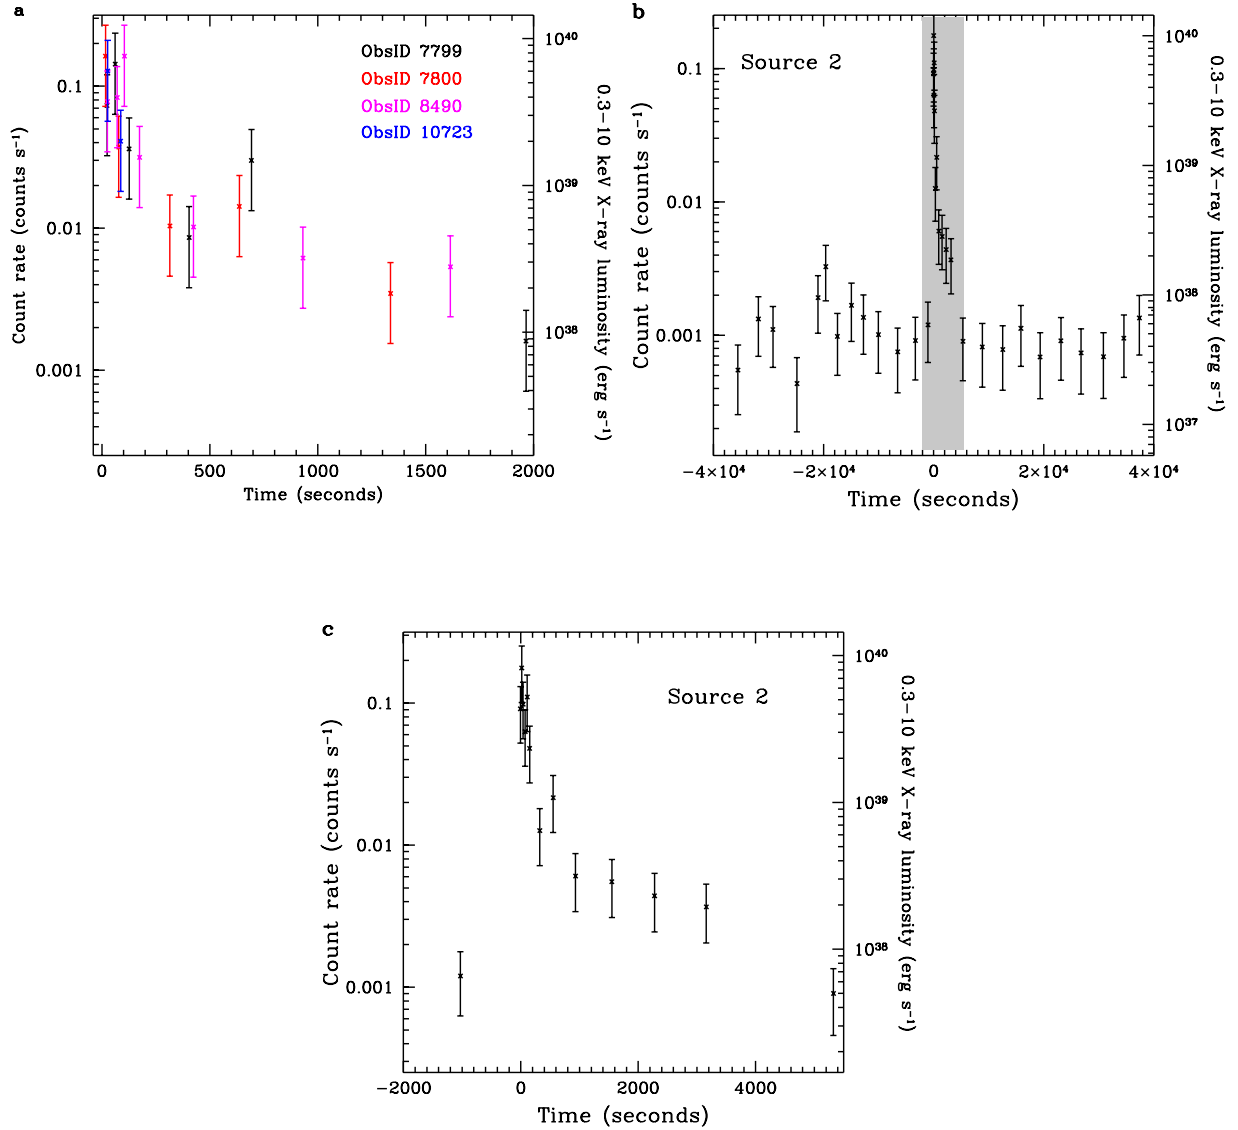 a
ObsID 7799
ObsID 7800
ObsID 8490
ObsID 10723
Count rate (counts s⁻¹)
0.1
0.01
0.001
0 500 1000 1500 2000
Time (seconds)
10⁴⁰
10³⁹
10³⁸
0.3−10 keV X−ray luminosity (erg s⁻¹)
b
Source 2
Count rate (counts s⁻¹)
0.1
0.01
0.001
−4×10⁴ −2×10⁴ 0 2×10⁴ 4×10⁴
Time (seconds)
10⁴⁰
10³⁹
10³⁸
10³⁷
0.3−10 keV X−ray luminosity (erg s⁻¹)
c
Source 2
Count rate (counts s⁻¹)
0.1
0.01
0.001
−2000 0 2000 4000
Time (seconds)
10⁴⁰
10³⁹
10³⁸
0.3−10 keV X−ray luminosity (erg s⁻¹)